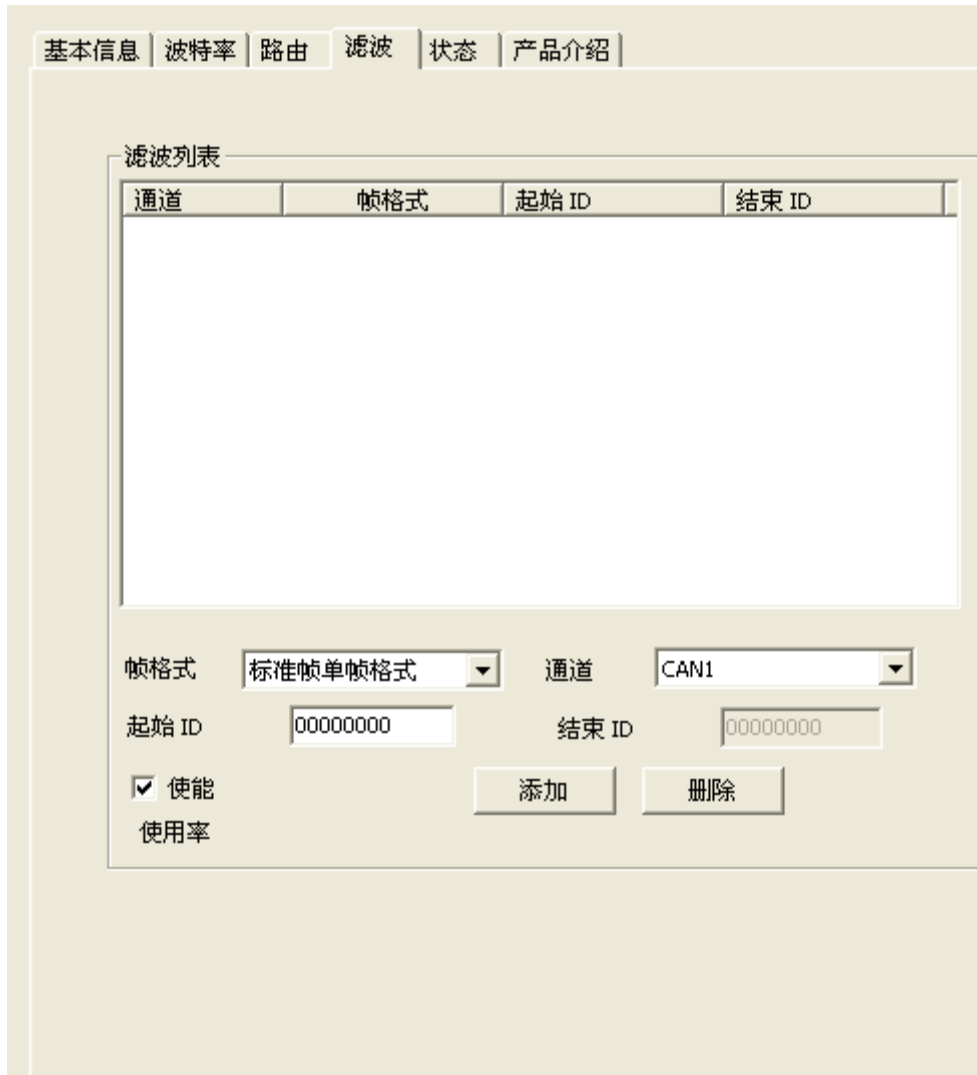 基本信息 波特率 路由 滤波 状态 产品介绍
滤波列表
通道 帧格式 起始 ID 结束 ID
帧格式 标准帧单帧格式 通道 CAN1
起始 ID 00000000 结束 ID 00000000
使能 添加 删除
使用率